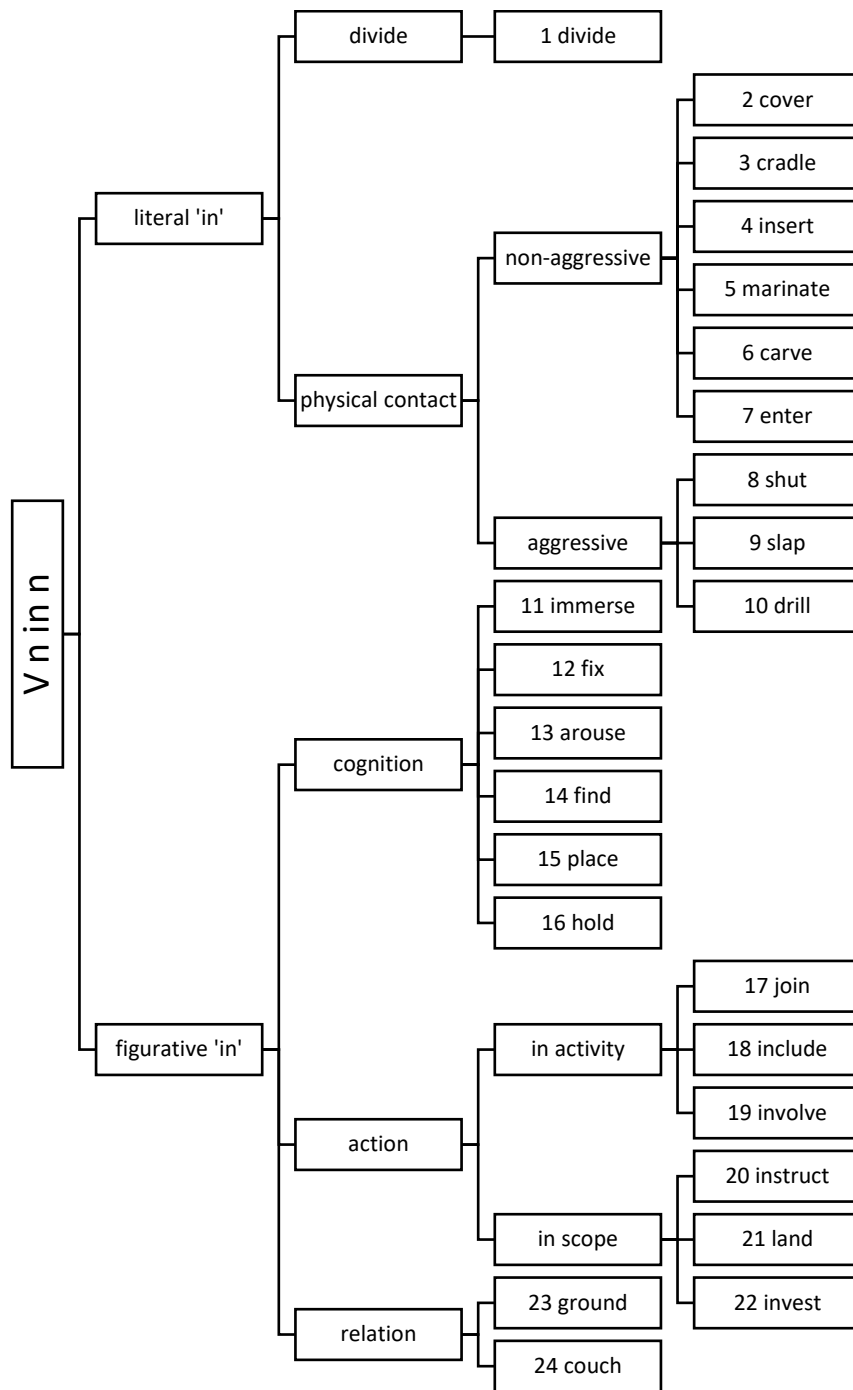 V n in n
literal 'in'
divide
1 divide
physical contact
non-aggressive
2 cover
3 cradle
4 insert
5 marinate
6 carve
7 enter
aggressive
8 shut
9 slap
10 drill
figurative 'in'
cognition
11 immerse
12 fix
13 arouse
14 find
15 place
16 hold
action
in activity
17 join
18 include
19 involve
in scope
20 instruct
21 land
22 invest
relation
23 ground
24 couch